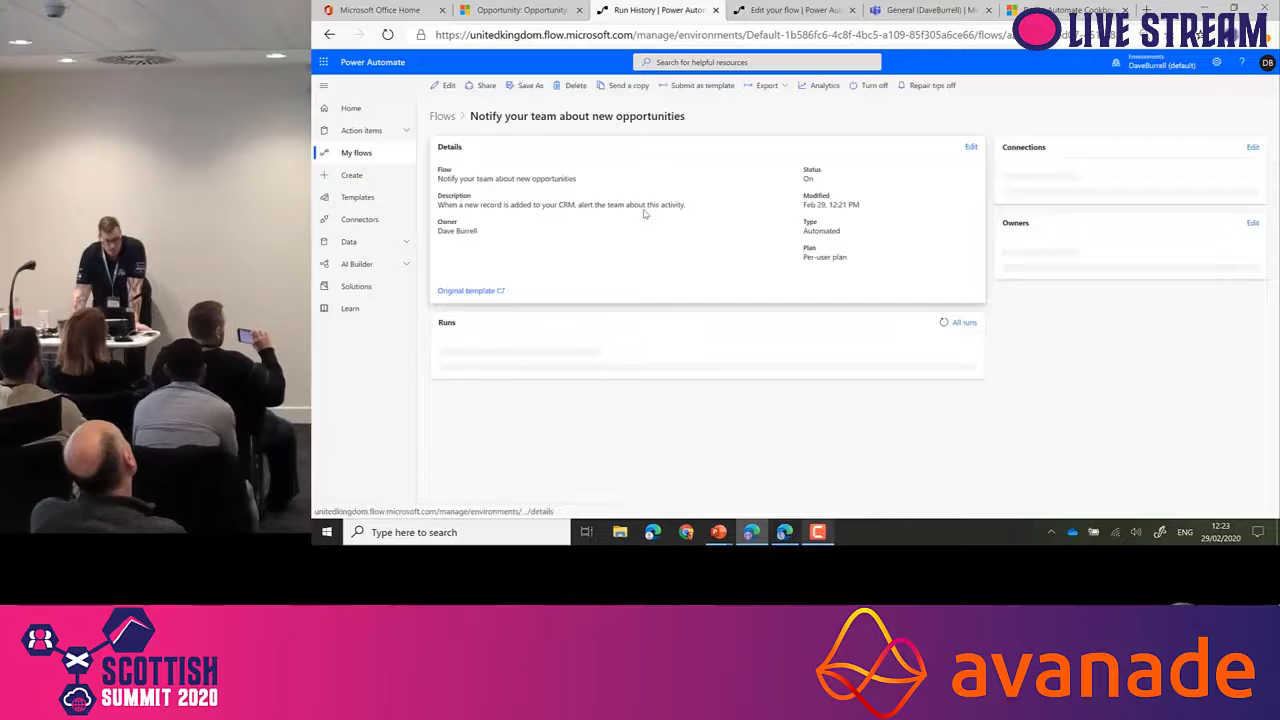 Microsoft Office Home
Opportunity: Opportunity
Run History | Power Autom
Edit your flow | Power Aut
General (DaveBurrell) | Mic
LIVE STREAM
https://unitedkingdom.flow.microsoft.com/manage/environments/Default-1b586fc6-4c8f-4bc5-a109-85f305a6ce66/flows/a
Power Automate
Search for helpful resources
Environments
DaveBurrell (default)
?
DB
Edit
Share
Save As
Delete
Send a copy
Submit as template
Export
Analytics
Turn off
Repair tips off
Home
Action items
My flows
Create
Templates
Connectors
Data
AI Builder
Solutions
Learn
Flows > Notify your team about new opportunities
Details
Edit
Flow
Notify your team about new opportunities
Description
When a new record is added to your CRM, alert the team about this activity.
Owner
Dave Burrell
Original template
Status
On
Modified
Feb 29, 12:21 PM
Type
Automated
Plan
Per-user plan
Connections
Edit
Owners
Edit
Runs
All runs
unitedkingdom.flow.microsoft.com/manage/environments/.../details
Type here to search
ENG
12:23
29/02/2020
SCOTTISH
SUMMIT 2020
avanade